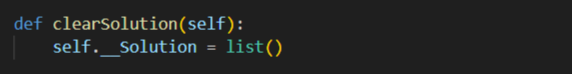 def clearSolution(self):
    self.__Solution = list()